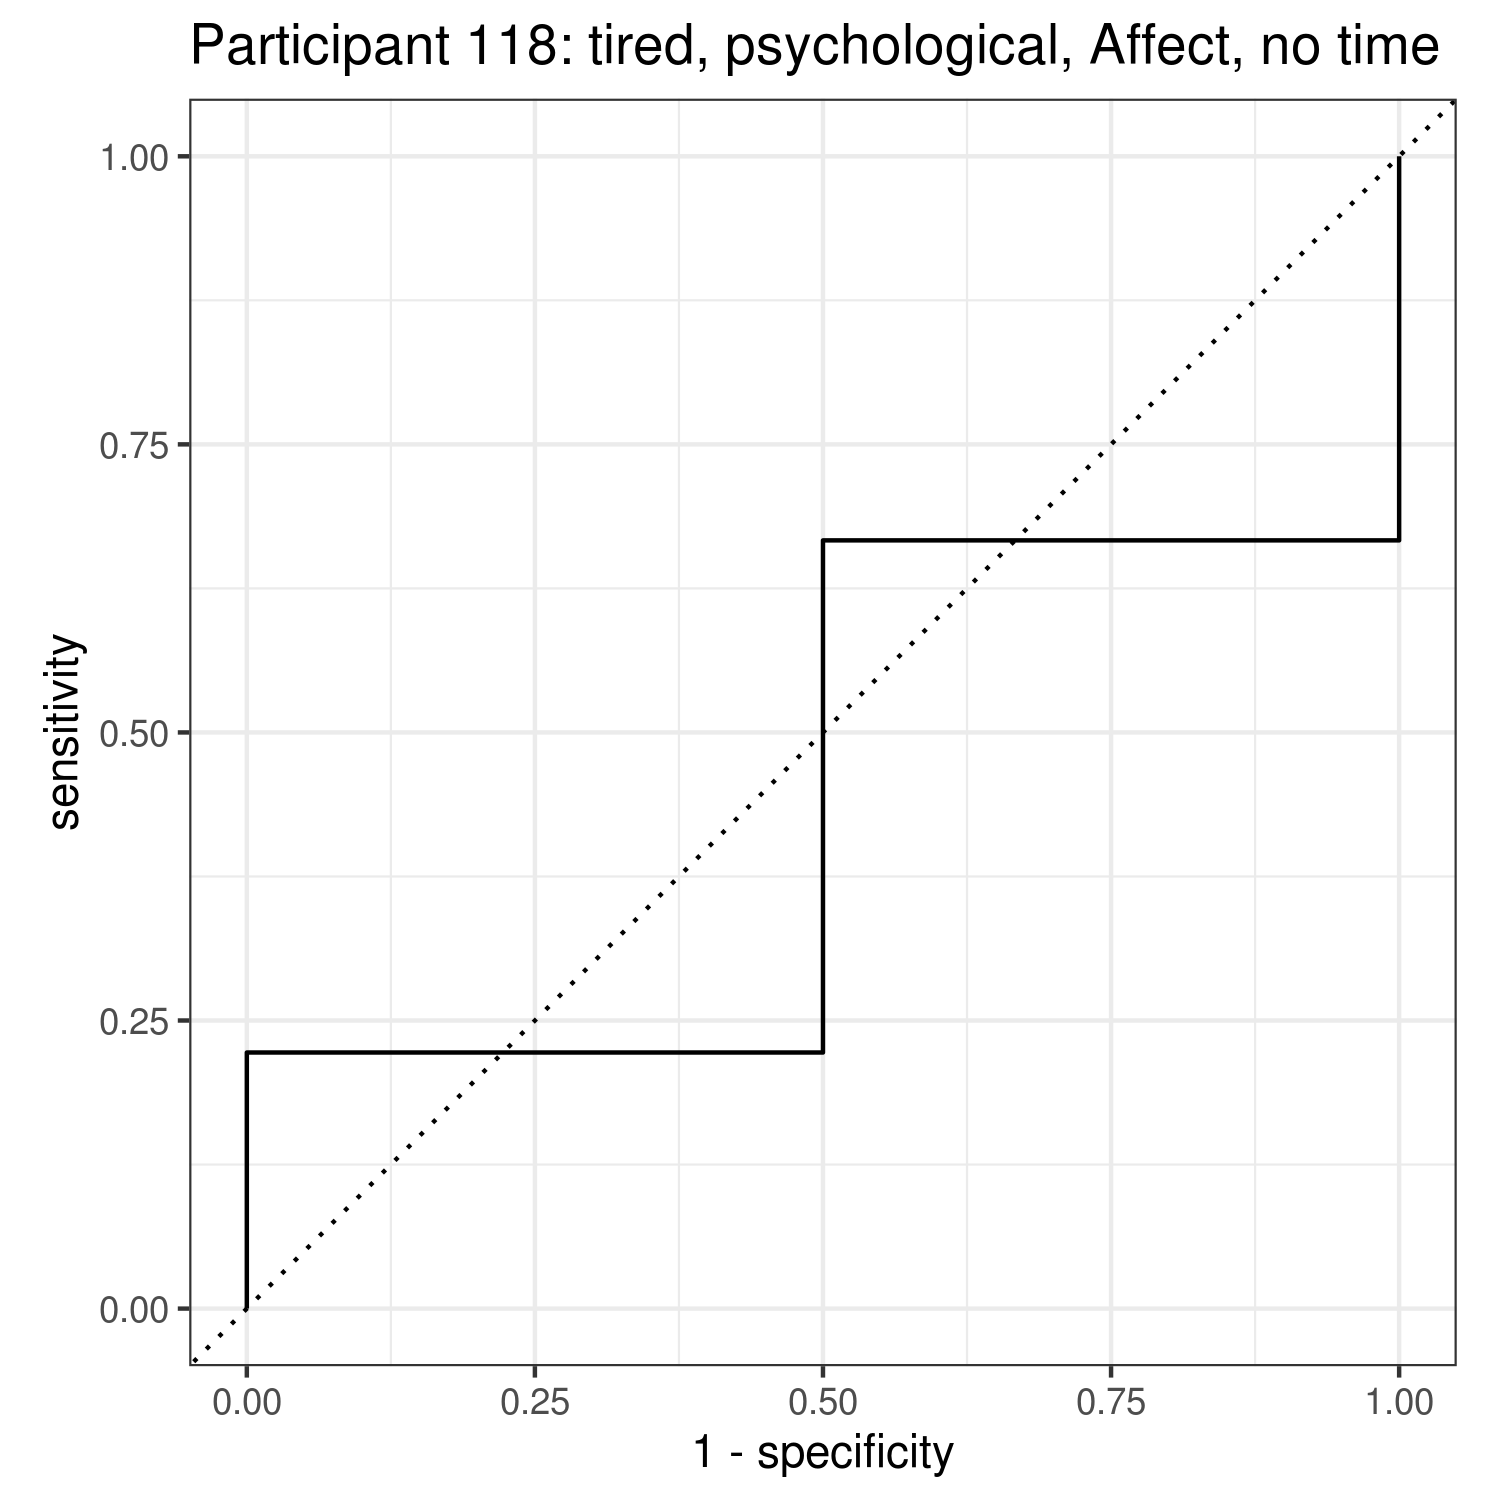 Participant 118: tired, psychological, Affect, no time
1.00
0.75
0.50
0.25
0.00
sensitivity
0.00 0.25 0.50 0.75 1.00
1 - specificity